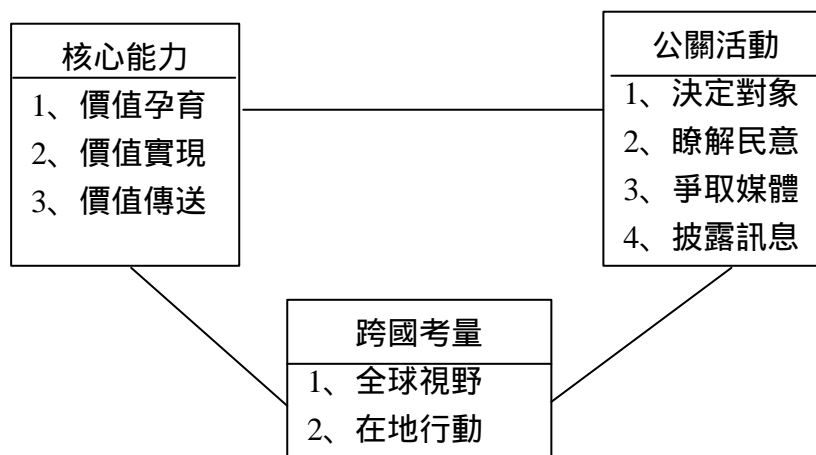 核心能力
1、價值孕育
2、價值實現
3、價值傳送
公關活動
1、決定對象
2、瞭解民意
3、爭取媒體
4、披露訊息
跨國考量
1、全球視野
2、在地行動